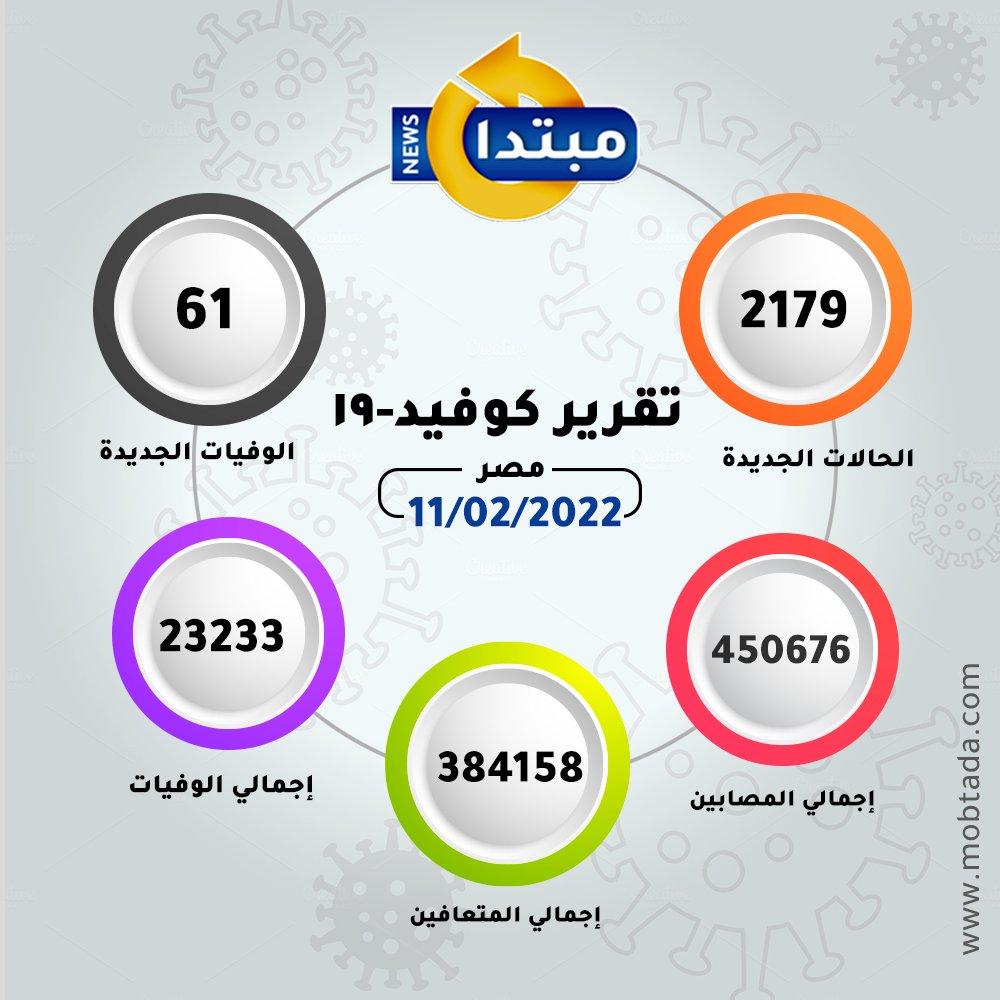 مبتدا
NEWS
2179
الحالات الجديدة
61
الوفيات الجديدة
تقرير كوفيد-١٩
مصر
11/02/2022
450676
إجمالي المصابين
23233
إجمالي الوفيات
384158
إجمالي المتعافين
www.mobtada.com